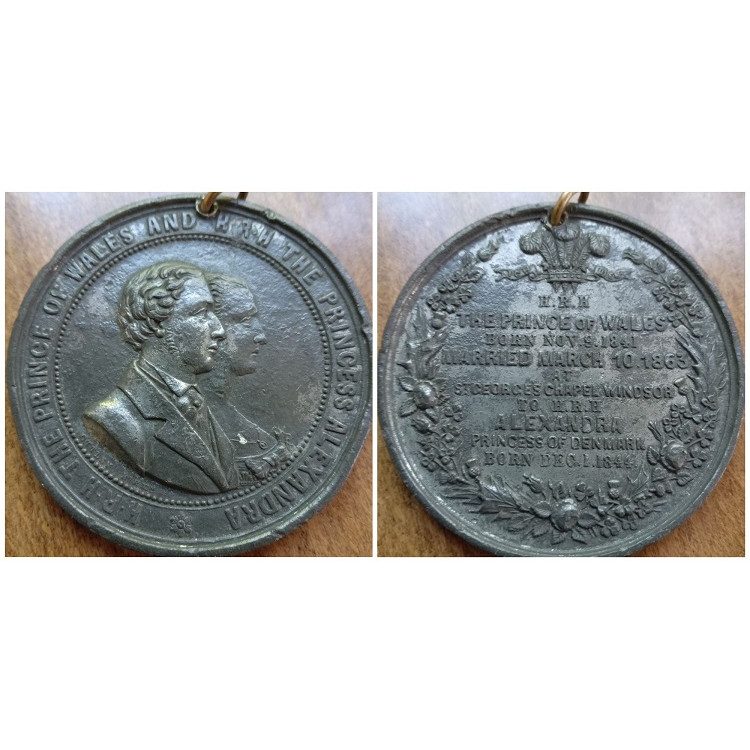 H·R·H THE PRINCE OF WALES AND H·R·H THE PRINCESS ALEXANDRA
H.R.H
THE PRINCE OF WALES
BORN NOV. 9. 1841
MARRIED MARCH 10. 1863
AT
ST GEORGE'S CHAPEL WINDSOR
TO H.R.H
ALEXANDRA
PRINCESS OF DENMARK
BORN DEC. 1. 1844